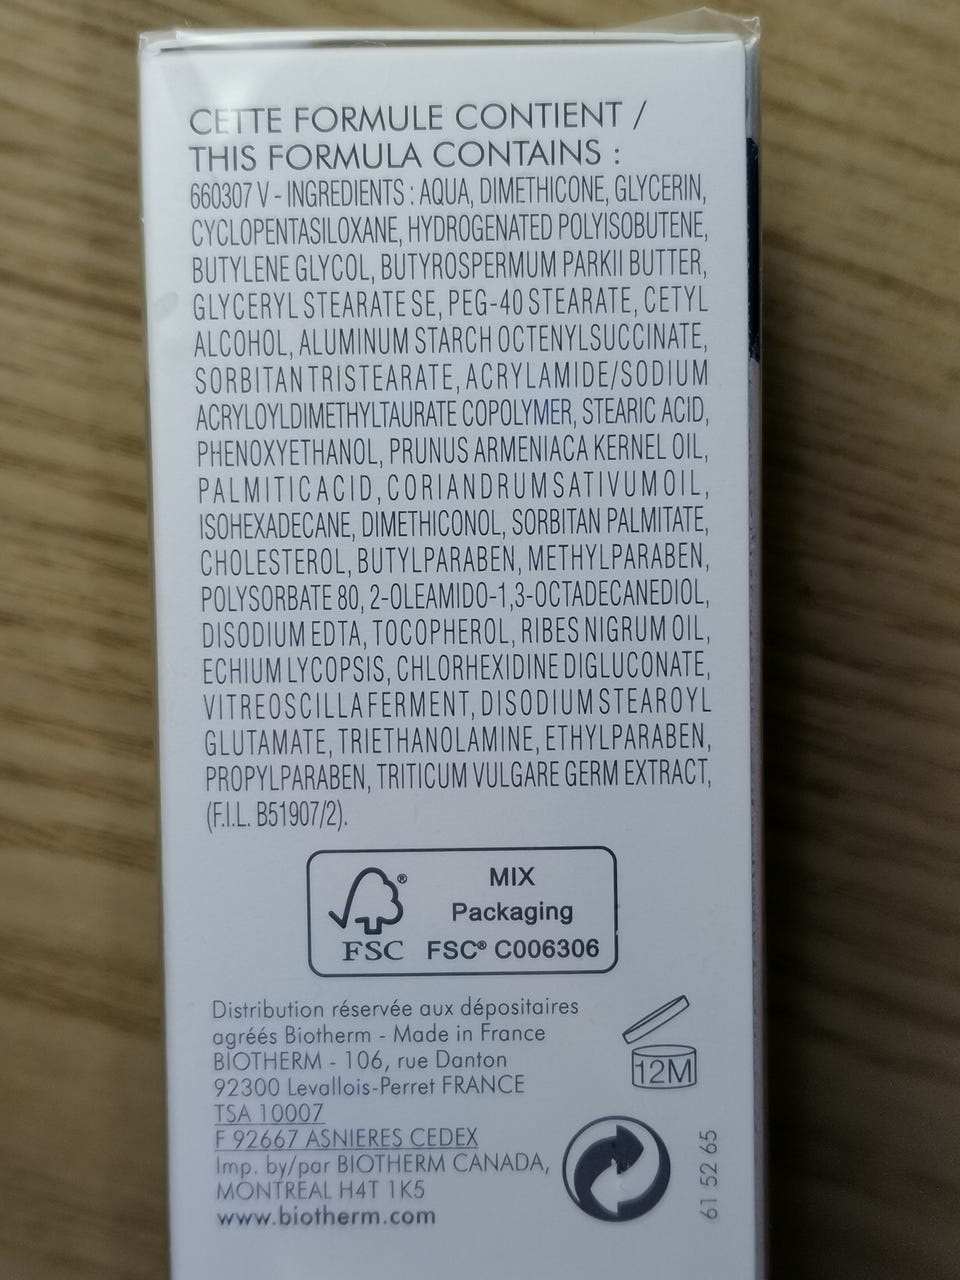 CETTE FORMULE CONTIENT /
THIS FORMULA CONTAINS :
660307 V - INGREDIENTS : AQUA, DIMETHICONE, GLYCERIN,
CYCLOPENTASILOXANE, HYDROGENATED POLYISOBUTENE,
BUTYLENE GLYCOL, BUTYROSPERMUM PARKII BUTTER,
GLYCERYL STEARATE SE, PEG-40 STEARATE, CETYL
ALCOHOL, ALUMINUM STARCH OCTENYLSUCCINATE,
SORBITAN TRISTEARATE, ACRYLAMIDE/SODIUM
ACRYLOYLDIMETHYLTAURATE COPOLYMER, STEARIC ACID,
PHENOXYETHANOL, PRUNUS ARMENIACA KERNEL OIL,
PALMITIC ACID, CORIANDRUM SATIVUM OIL,
ISOHEXADECANE, DIMETHICONOL, SORBITAN PALMITATE,
CHOLESTEROL, BUTYLPARABEN, METHYLPARABEN,
POLYSORBATE 80, 2-OLEAMIDO-1,3-OCTADECANEDIOL,
DISODIUM EDTA, TOCOPHEROL, RIBES NIGRUM OIL,
ECHIUM LYCOPSIS, CHLORHEXIDINE DIGLUCONATE,
VITREOSCILLA FERMENT, DISODIUM STEAROYL
GLUTAMATE, TRIETHANOLAMINE, ETHYLPARABEN,
PROPYLPARABEN, TRITICUM VULGARE GERM EXTRACT,
(F.I.L. B51907/2).
MIX
Packaging
FSC® FSC® C006306
Distribution réservée aux dépositaires
agréés Biotherm - Made in France
BIOTHERM - 106, rue Danton
92300 Levallois-Perret FRANCE
TSA 10007
F 92667 ASNIERES CEDEX
Imp. by/par BIOTHERM CANADA,
MONTREAL H4T 1K5
www.biotherm.com
12M
61 52 65